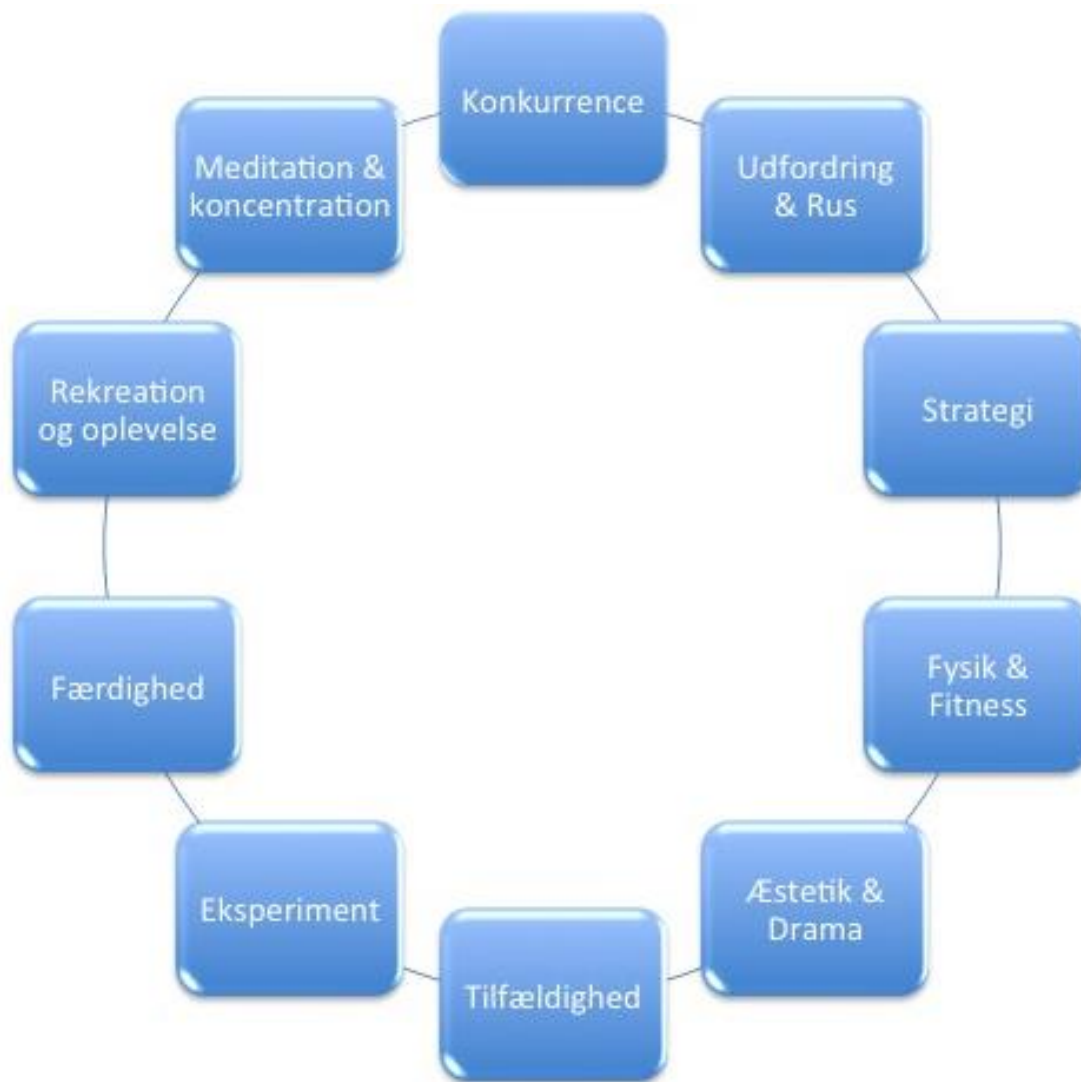 Konkurrence
Udfordring
& Rus
Strategi
Fysik &
Fitness
Æstetik &
Drama
Tilfældighed
Eksperiment
Færdighed
Rekreation
og oplevelse
Meditation &
koncentration